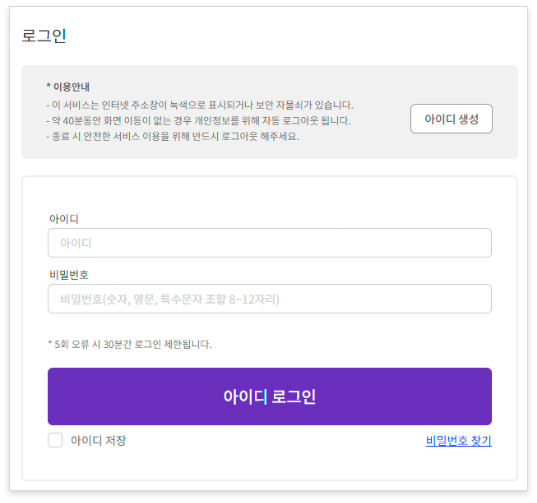 로그인
* 이용안내
- 이 서비스는 인터넷 주소창이 녹색으로 표시되거나 보안 자물쇠가 있습니다.
- 약 40분동안 화면 이동이 없는 경우 개인정보를 위해 자동 로그아웃 됩니다.
- 종료 시 안전한 서비스 이용을 위해 반드시 로그아웃 해주세요.
아이디 생성
아이디
아이디
비밀번호
비밀번호(숫자, 영문, 특수문자 조합 8~12자리)
* 5회 오류 시 30분간 로그인 제한됩니다.
아이디 로그인
아이디 저장
비밀번호 찾기